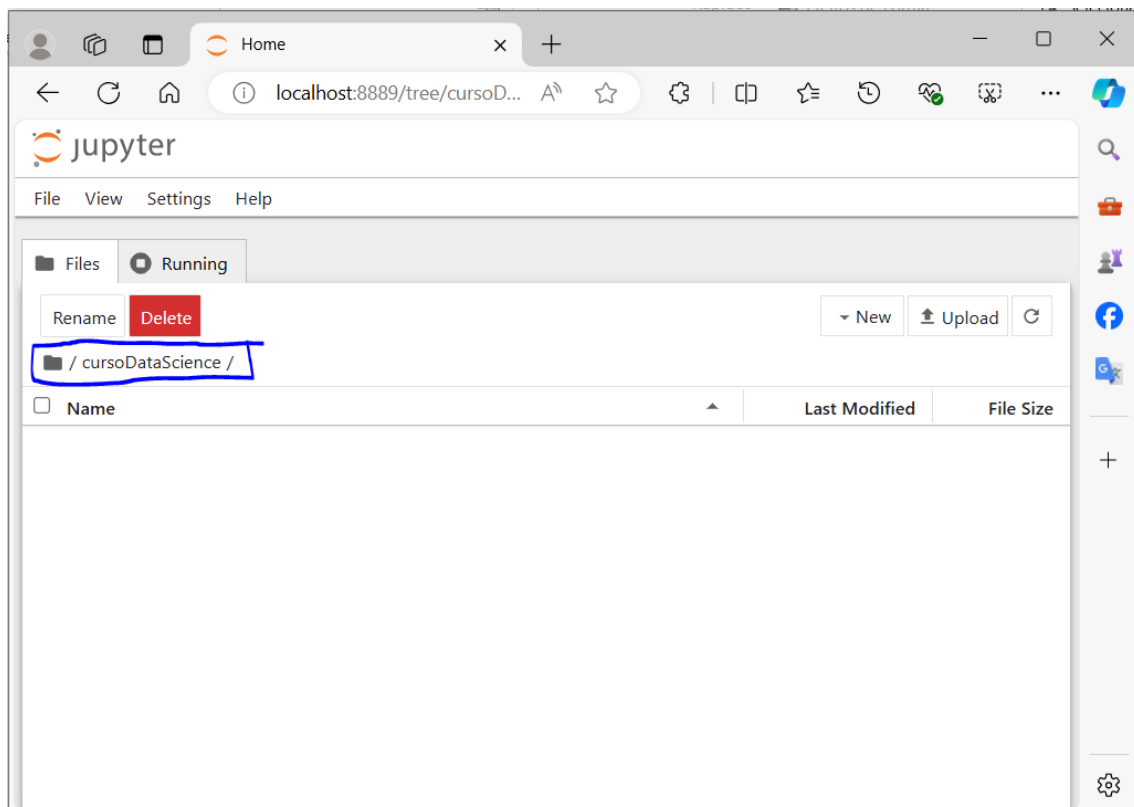 Home
localhost:8889/tree/cursoD...
jupyter
File View Settings Help
Files Running
Rename Delete New Upload
/ cursoDataScience /
Name Last Modified File Size